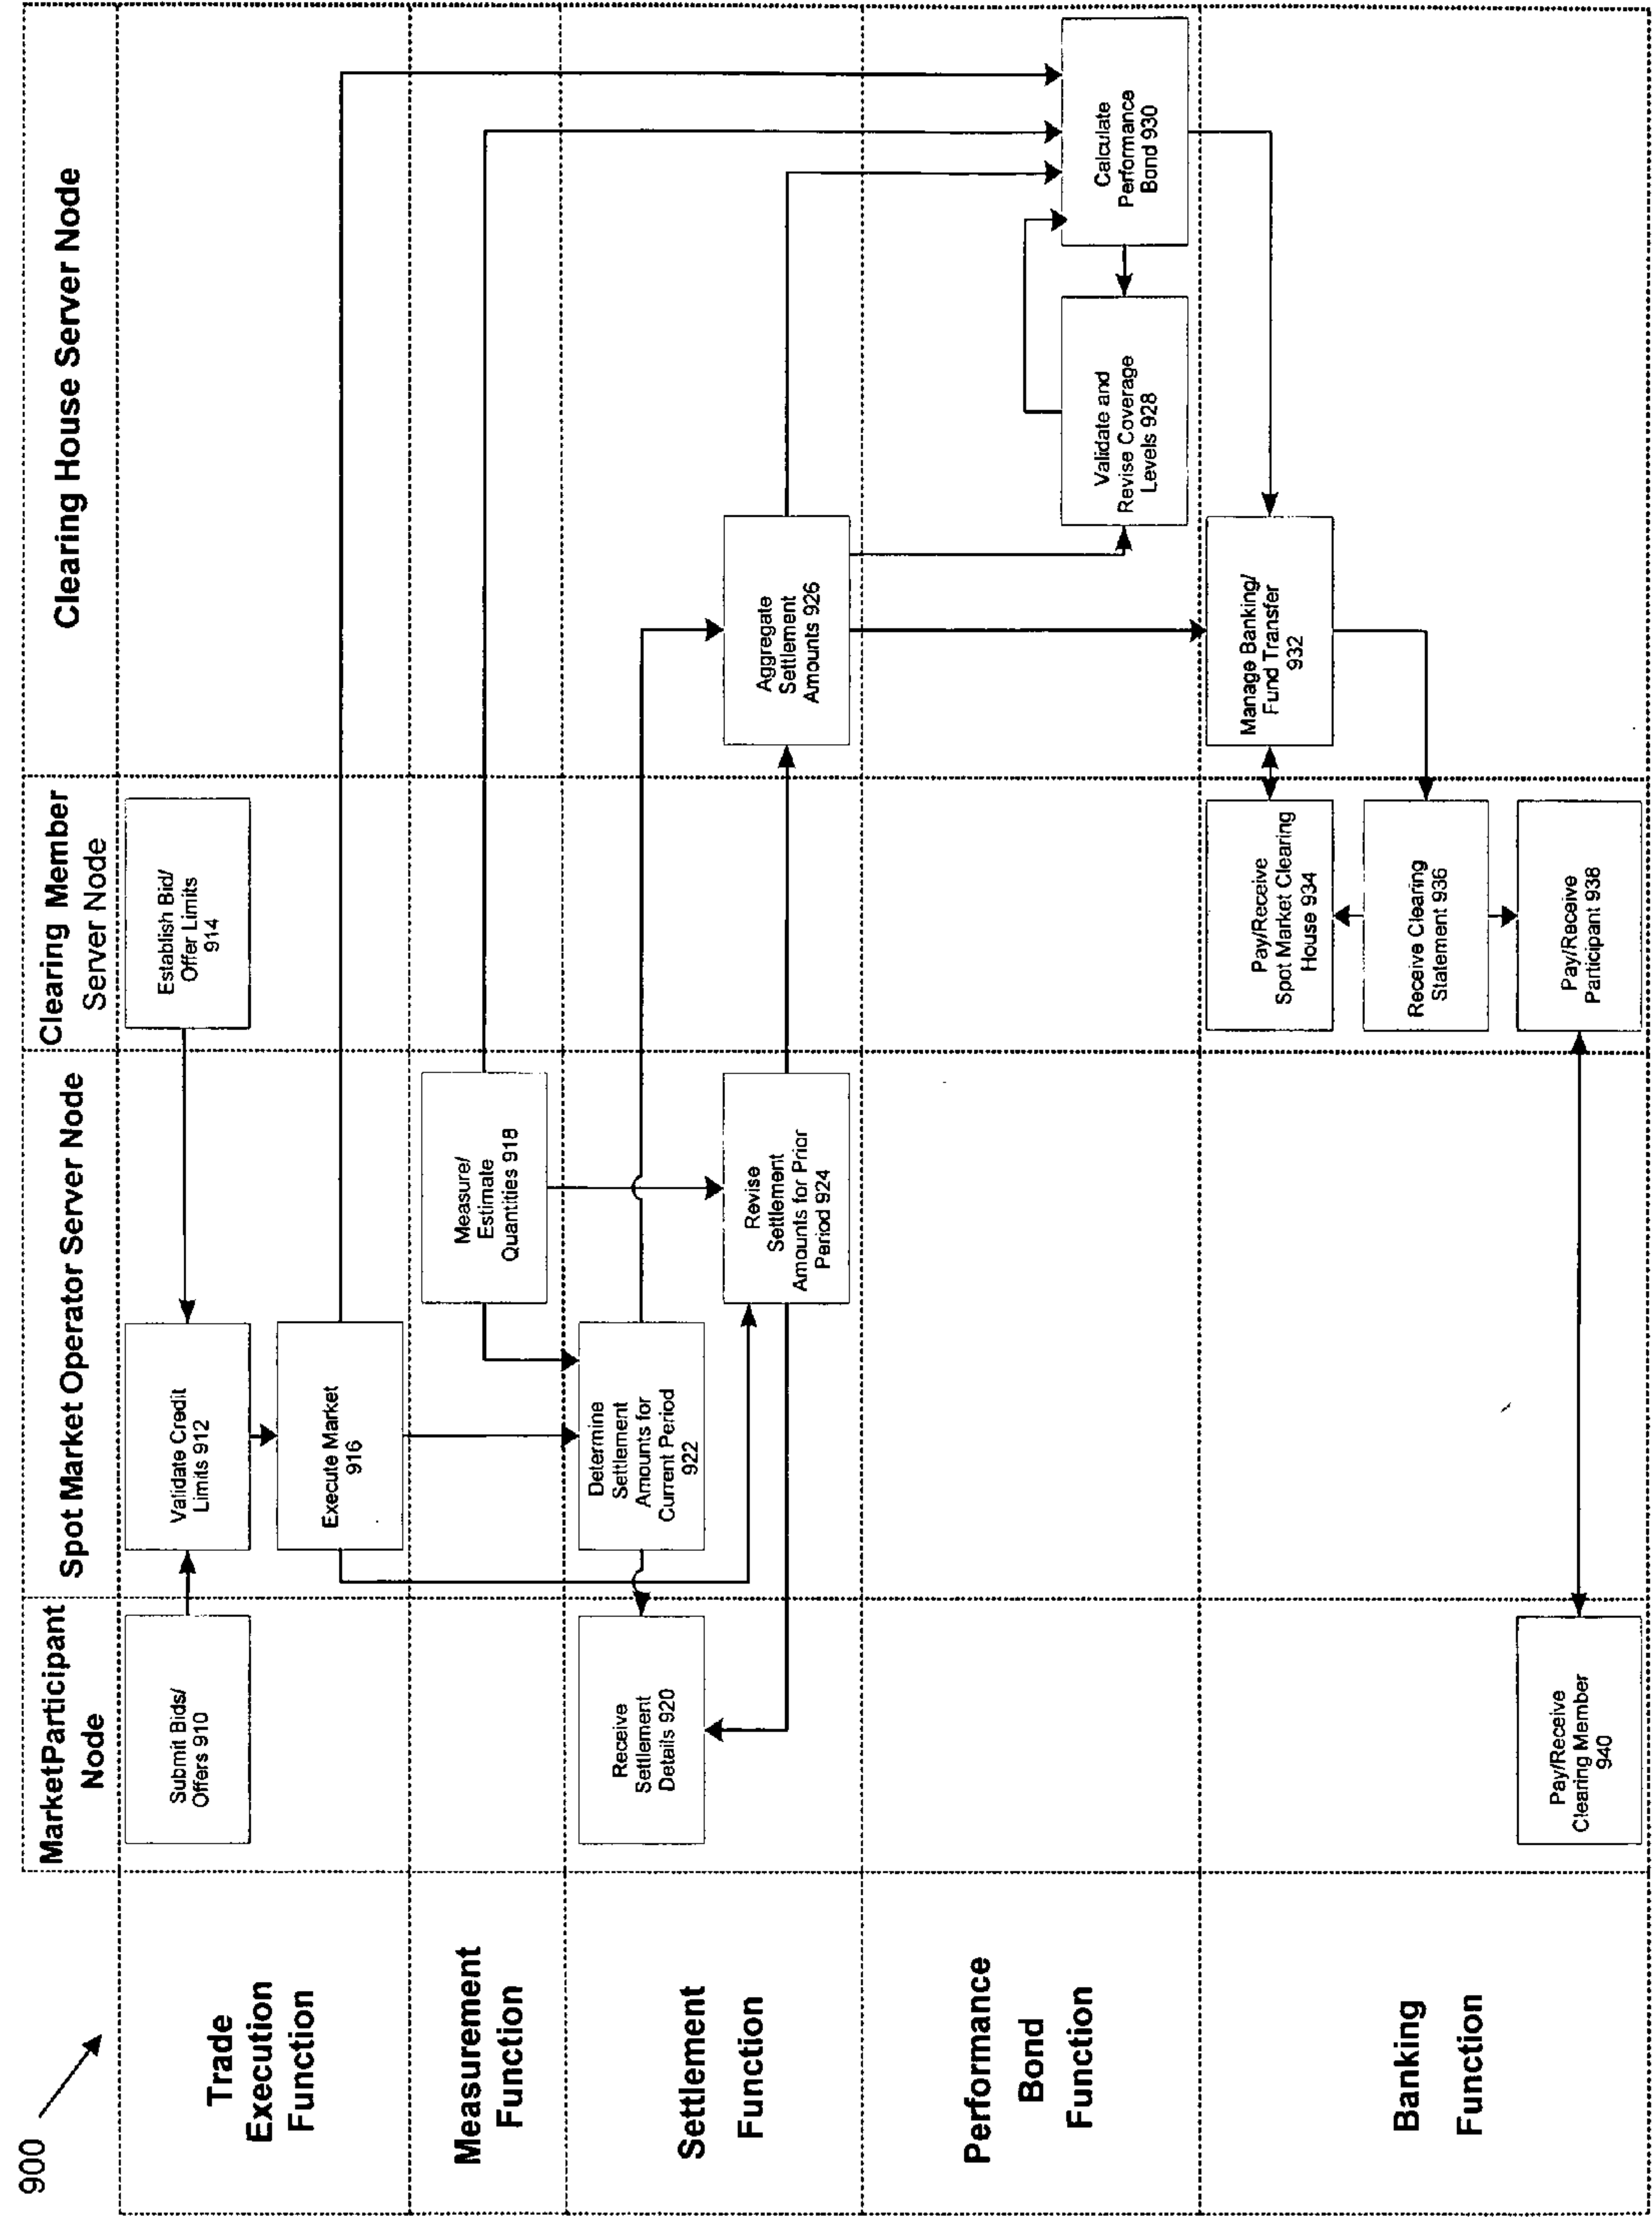 900
MarketParticipant
Node
Spot Market Operator Server Node
Clearing Member
Server Node
Clearing House Server Node
Trade
Execution
Function
Submit Bids/
Offers 910
Validate Credit
Limits 912
Establish Bid/
Offer Limits
914
Execute Market
916
Measurement
Function
Measure/
Estimate
Quantities 918
Settlement
Function
Receive
Settlement
Details 920
Determine
Settlement
Amounts for
Current Period
922
Revise
Settlement
Amounts for Prior
Period 924
Aggregate
Settlement
Amounts 926
Performance
Bond
Function
Validate and
Revise Coverage
Levels 928
Calculate
Performance
Bond 930
Banking
Function
Manage Banking/
Fund Transfer
932
Pay/Receive
Spot Market Clearing
House 934
Receive Clearing
Statement 936
Pay/Receive
Participant 938
Pay/Receive
Clearing Member
940